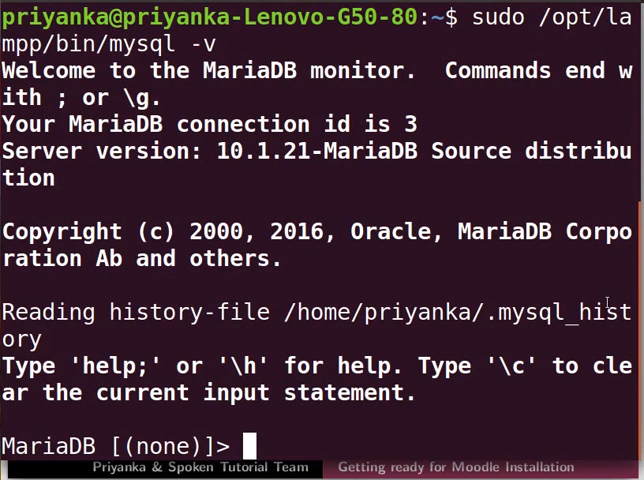 priyanka@priyanka-Lenovo-G50-80:~$ sudo /opt/la
mpp/bin/mysql -v
Welcome to the MariaDB monitor.  Commands end w
ith ; or \g.
Your MariaDB connection id is 3
Server version: 10.1.21-MariaDB Source distribu
tion
Copyright (c) 2000, 2016, Oracle, MariaDB Corpo
ration Ab and others.
Reading history-file /home/priyanka/.mysql_hist
ory
Type 'help;' or '\h' for help. Type '\c' to cle
ar the current input statement.
MariaDB [(none)]>
Priyanka & Spoken Tutorial Team    Getting ready for Moodle Installation